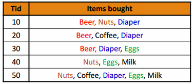 Tid Items bought
10 Beer, Nuts, Diaper
20 Beer, Coffee, Diaper
30 Beer, Diaper, Eggs
40 Nuts, Eggs, Milk
50 Nuts, Coffee, Diaper, Eggs, Milk